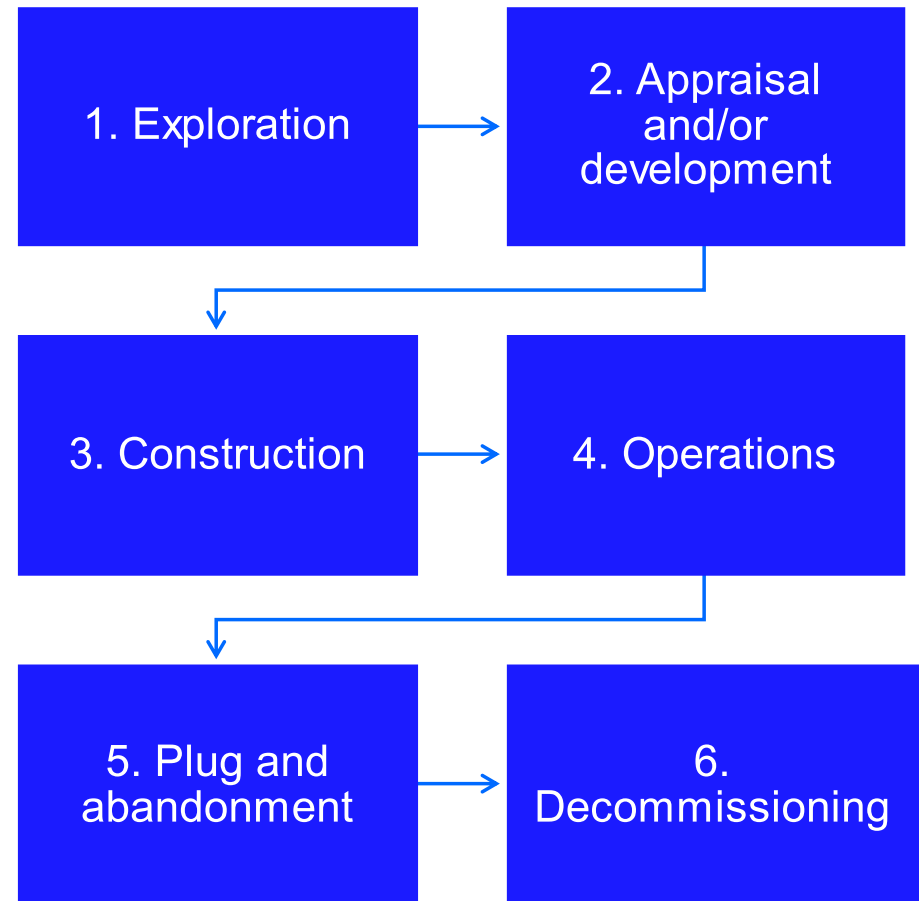 1. Exploration
2. Appraisal
and/or
development
3. Construction
4. Operations
5. Plug and
abandonment
6.
Decommissioning